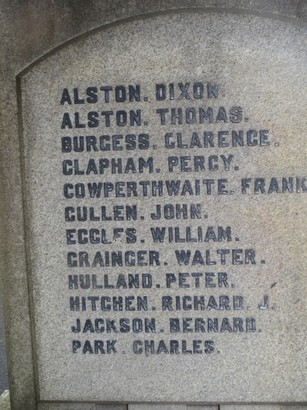 ALSTON. DIXON.
ALSTON. THOMAS.
BURGESS. CLARENCE.
CLAPHAM. PERCY.
COWPERTHWAITE. FRANK
CULLEN. JOHN.
ECCLES. WILLIAM.
GRAINGER. WALTER.
HULLAND. PETER.
HITCHEN. RICHARD. J.
JACKSON. BERNARD.
PARK. CHARLES.